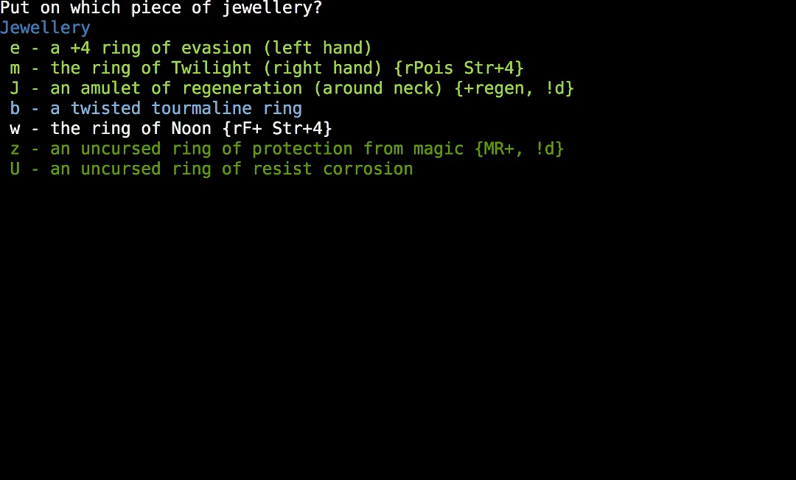 Put on which piece of jewellery?
Jewellery
e - a +4 ring of evasion (left hand)
m - the ring of Twilight (right hand) {rPois Str+4}
J - an amulet of regeneration (around neck) {+regen, !d}
b - a twisted tourmaline ring
w - the ring of Noon {rF+ Str+4}
z - an uncursed ring of protection from magic {MR+, !d}
U - an uncursed ring of resist corrosion